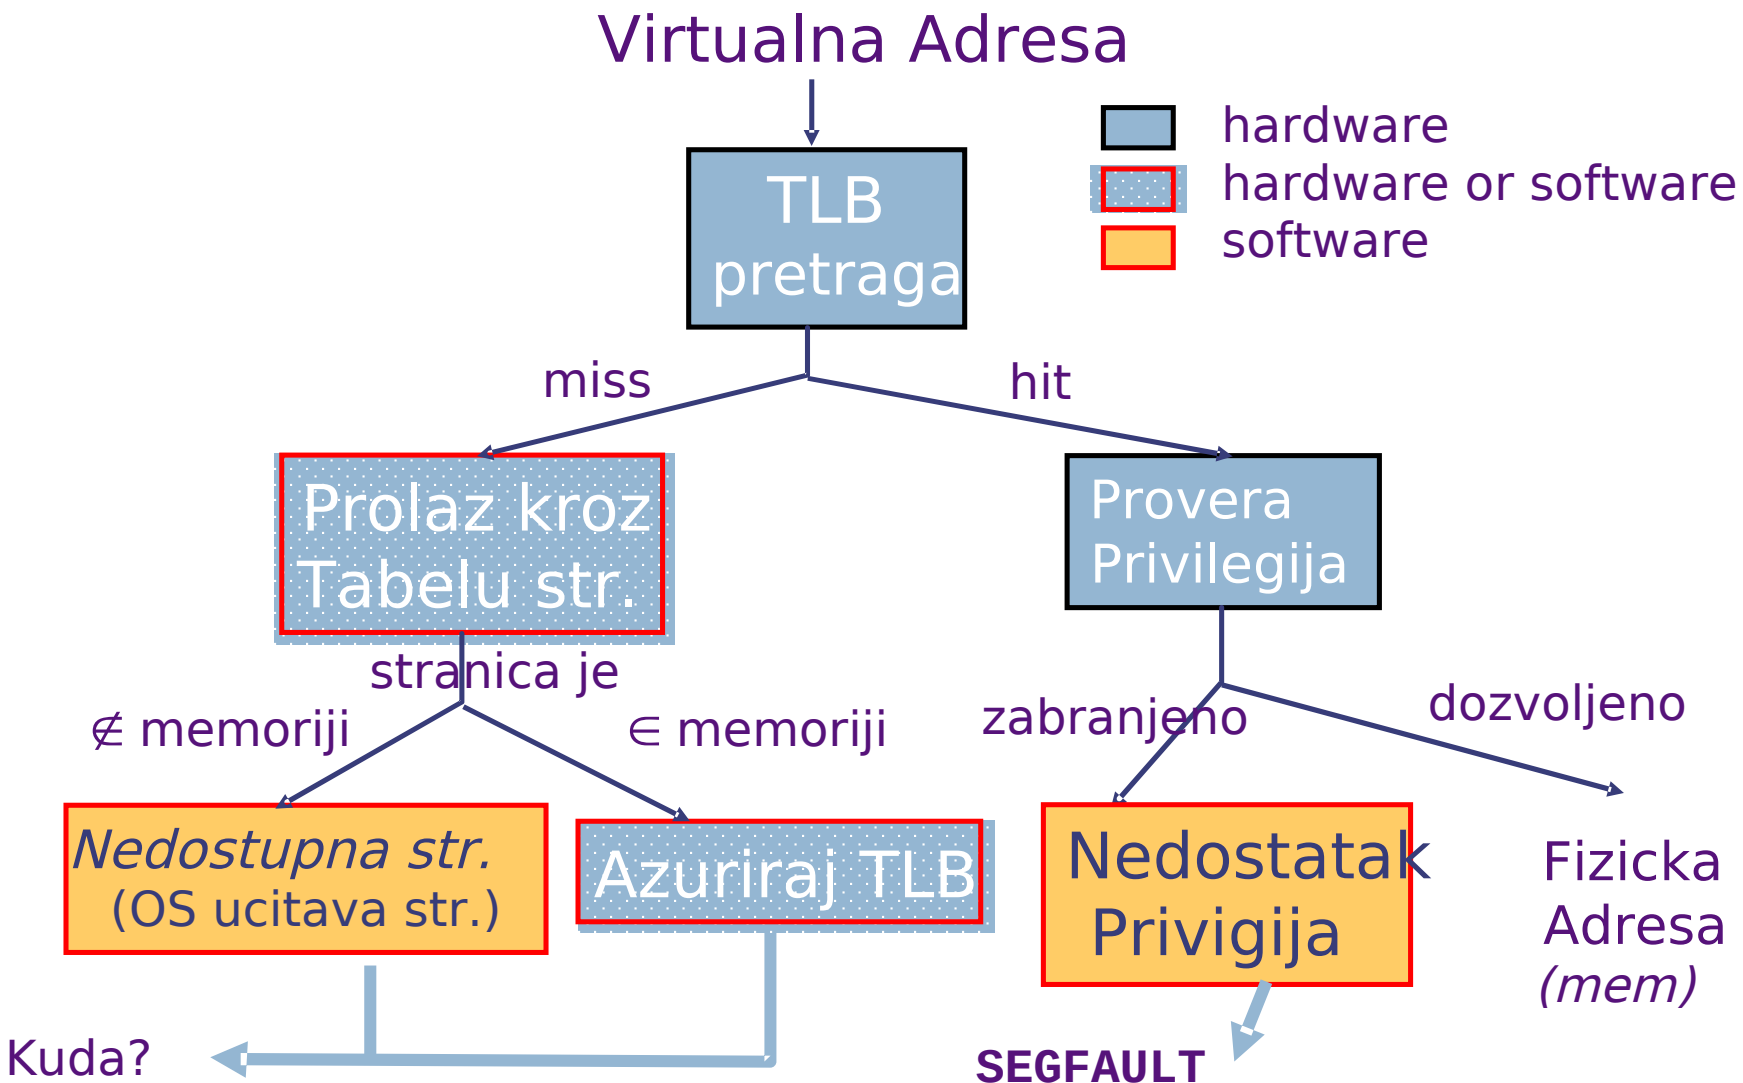 Virtualna Adresa
hardware
hardware or software
software
TLB
pretraga
miss
hit
Prolaz kroz
Tabelu str.
Provera
Privilegija
stranica je
∉ memoriji
∈ memoriji
zabranjeno
dozvoljeno
Nedostupna str.
(OS ucitava str.)
Azuriraj TLB
Nedostatak
Privigija
Fizicka
Adresa
(mem)
Kuda?
SEGFAULT